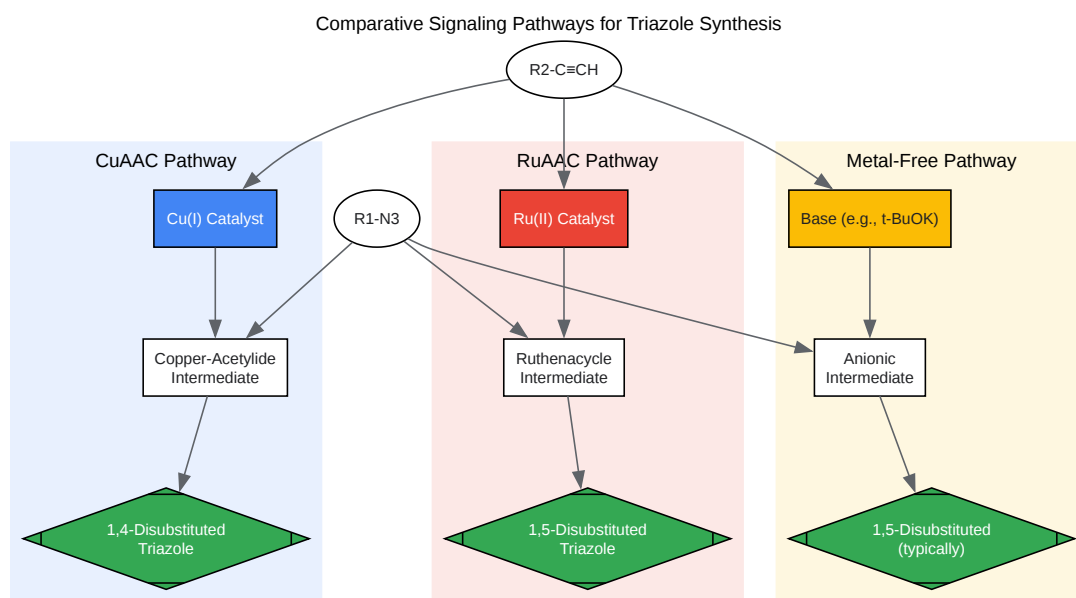 Comparative Signaling Pathways for Triazole Synthesis
R2-C≡CH
CuAAC Pathway
RuAAC Pathway
Metal-Free Pathway
Cu(I) Catalyst
R1-N3
Ru(II) Catalyst
Base (e.g., t-BuOK)
Copper-Acetylide
Intermediate
Ruthenacycle
Intermediate
Anionic
Intermediate
1,4-Disubstituted
Triazole
1,5-Disubstituted
Triazole
1,5-Disubstituted
(typically)